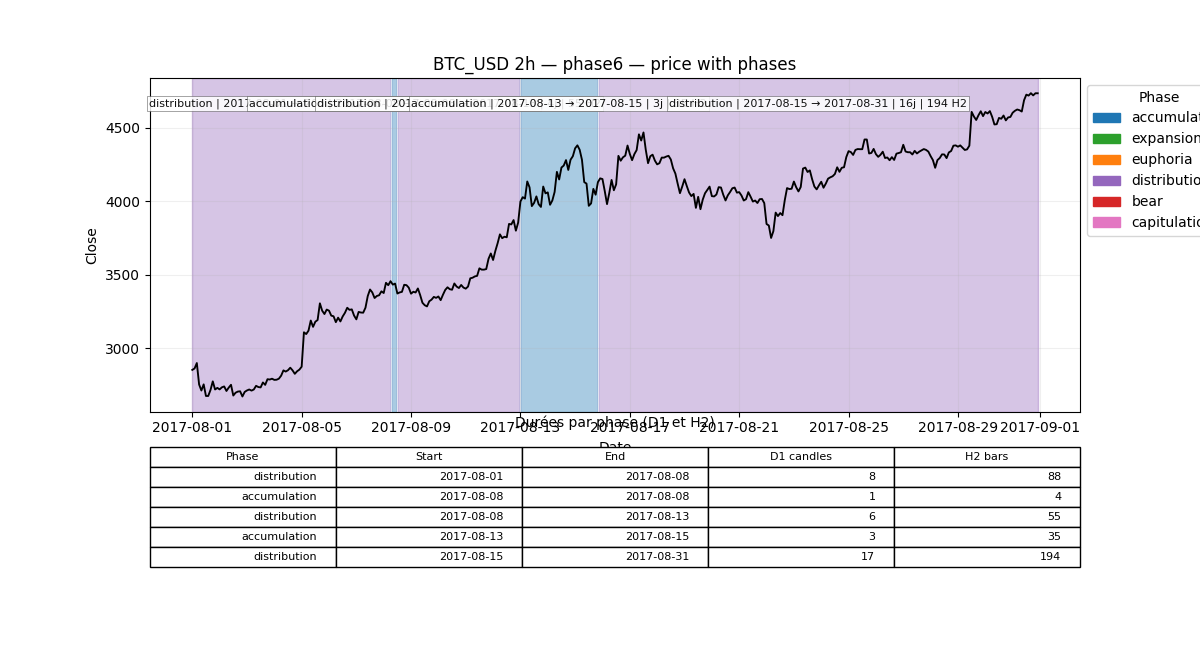 BTC_USD 2h — phase6 — price with phases
distribution | 201
accumulatio
distribution | 201
accumulation | 2017-08-13 → 2017-08-15 | 3j
distribution | 2017-08-15 → 2017-08-31 | 16j | 194 H2
Phase
accumulat
expansion
euphoria
distributio
bear
capitulatio
Close
4500
4000
3500
3000
2017-08-01 2017-08-05 2017-08-09 2017-08-13 2017-08-17 2017-08-21 2017-08-25 2017-08-29 2017-09-01
Date
Durées par phase (D1 et H2)
Phase Start End D1 candles H2 bars
distribution 2017-08-01 2017-08-08 8 88
accumulation 2017-08-08 2017-08-08 1 4
distribution 2017-08-08 2017-08-13 6 55
accumulation 2017-08-13 2017-08-15 3 35
distribution 2017-08-15 2017-08-31 17 194